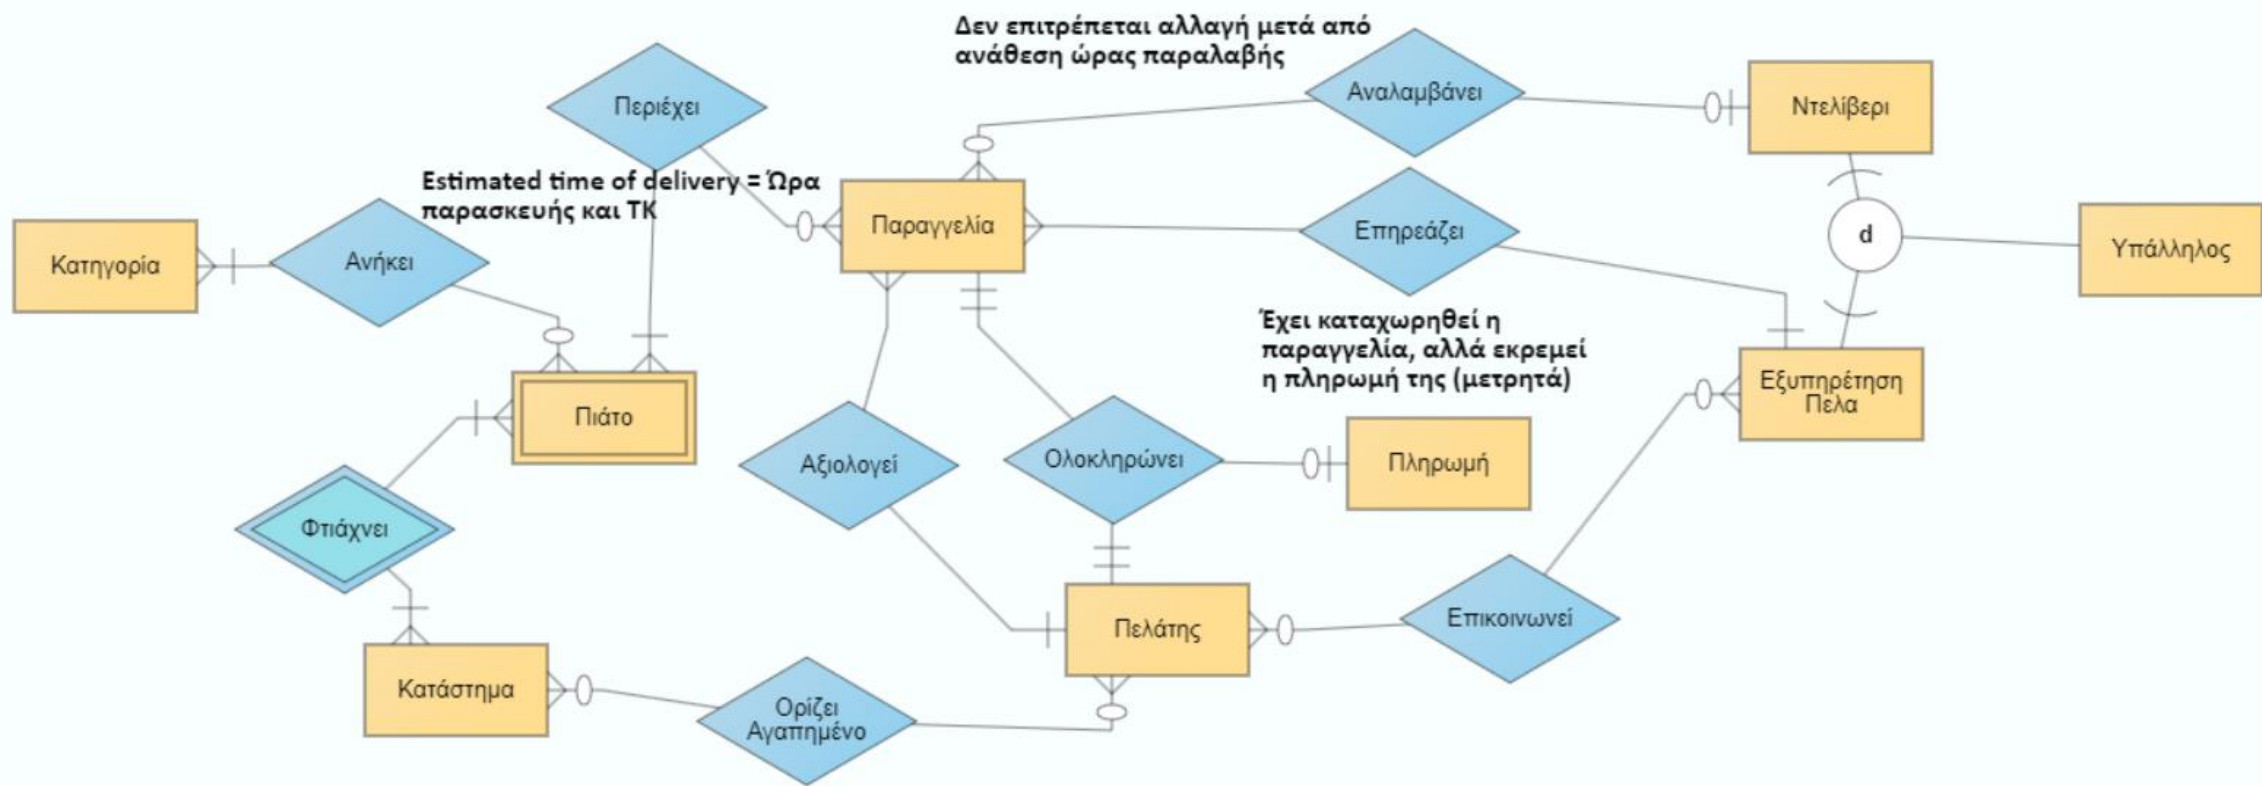 Δεν επιτρέπεται αλλαγή μετά από
ανάθεση ώρας παραλαβής
Περιέχει
Αναλαμβάνει
Ντελίβερι
Estimated time of delivery = Ώρα
παρασκευής και ΤΚ
Κατηγορία
Ανήκει
Παραγγελία
Επηρεάζει
d
Υπάλληλος
Έχει καταχωρηθεί η
παραγγελία, αλλά εκρεμεί
η πληρωμή της (μετρητά)
Εξυπηρέτηση
Πελα
Πιάτο
Αξιολογεί
Ολοκληρώνει
Πληρωμή
Φτιάχνει
Πελάτης
Επικοινωνεί
Κατάστημα
Ορίζει
Αγαπημένο